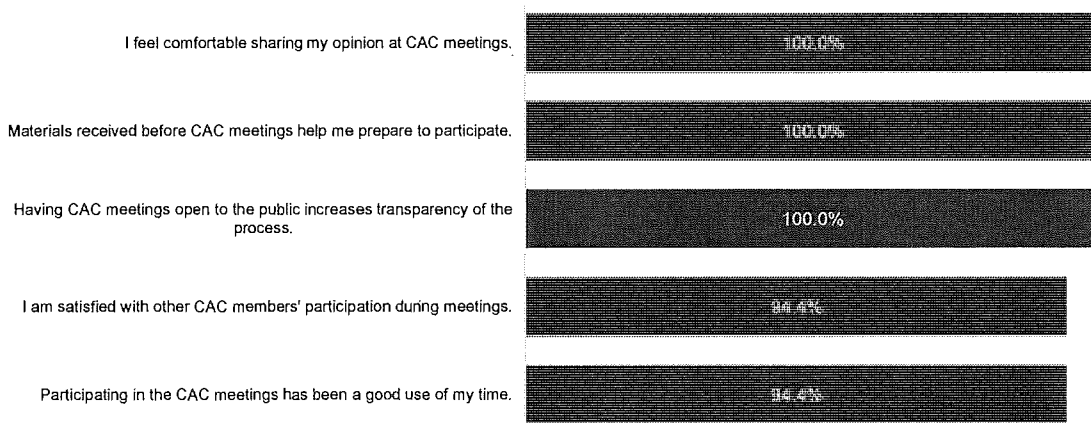 I feel comfortable sharing my opinion at CAC meetings.
100.0%
Materials received before CAC meetings help me prepare to participate.
100.0%
Having CAC meetings open to the public increases transparency of the
process.
100.0%
I am satisfied with other CAC members' participation during meetings.
94.4%
Participating in the CAC meetings has been a good use of my time.
94.4%